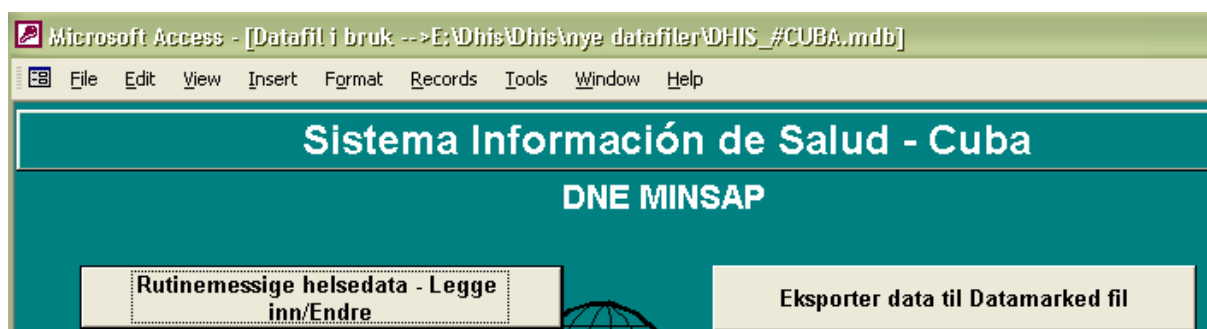 Microsoft Access - [Datafil i bruk -->E:\Dhis\Dhis\nye datafiler\DHIS_#CUBA.mdb]
File Edit View Insert Format Records Tools Window Help
Sistema Información de Salud - Cuba
DNE MINSAP
Rutinemessige helsedata - Legge
inn/Endre
Eksporter data til Datamarked fil